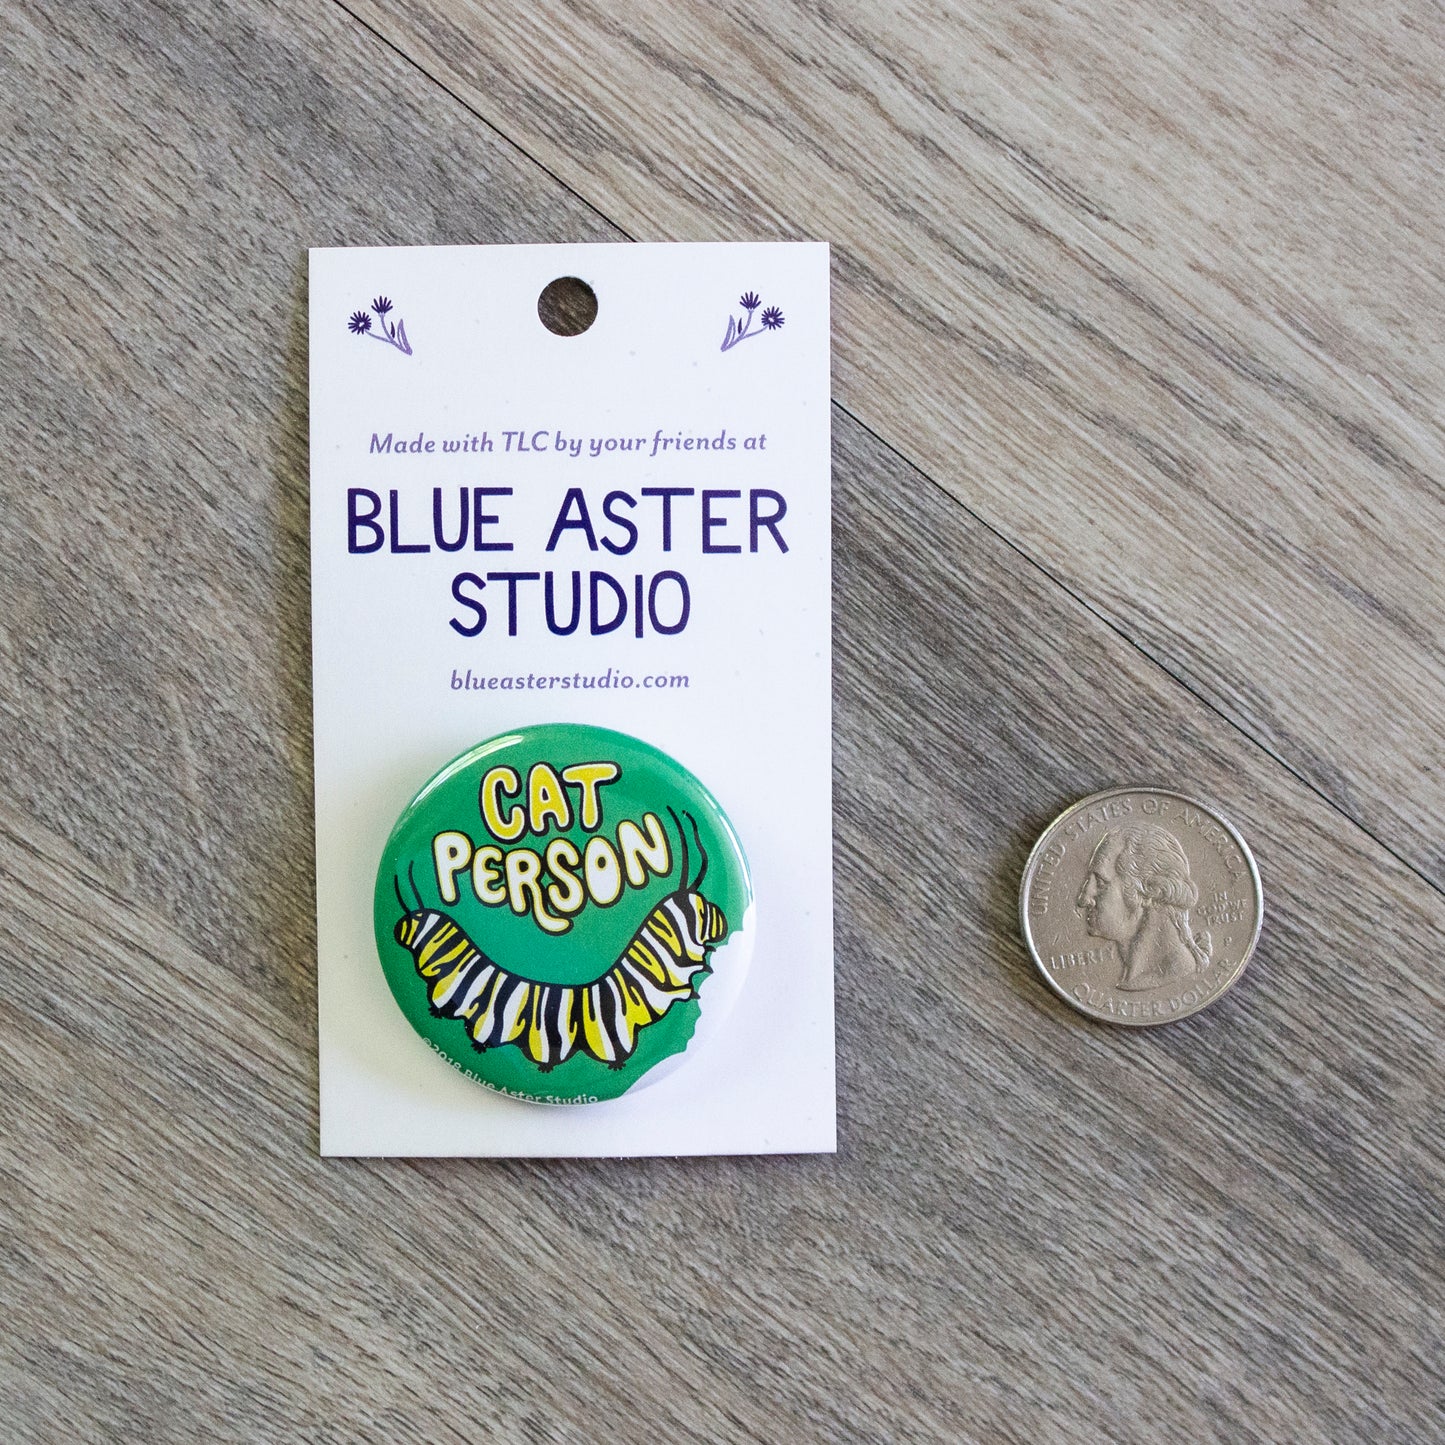 Made with TLC by your friends at
BLUE ASTER
STUDIO
blueasterstudio.com
CAT
PERSON
©2018 Blue Aster Studio
UNITED STATES OF AMERICA
LIBERTY
IN
GOD WE
TRUST
P
QUARTER DOLLAR